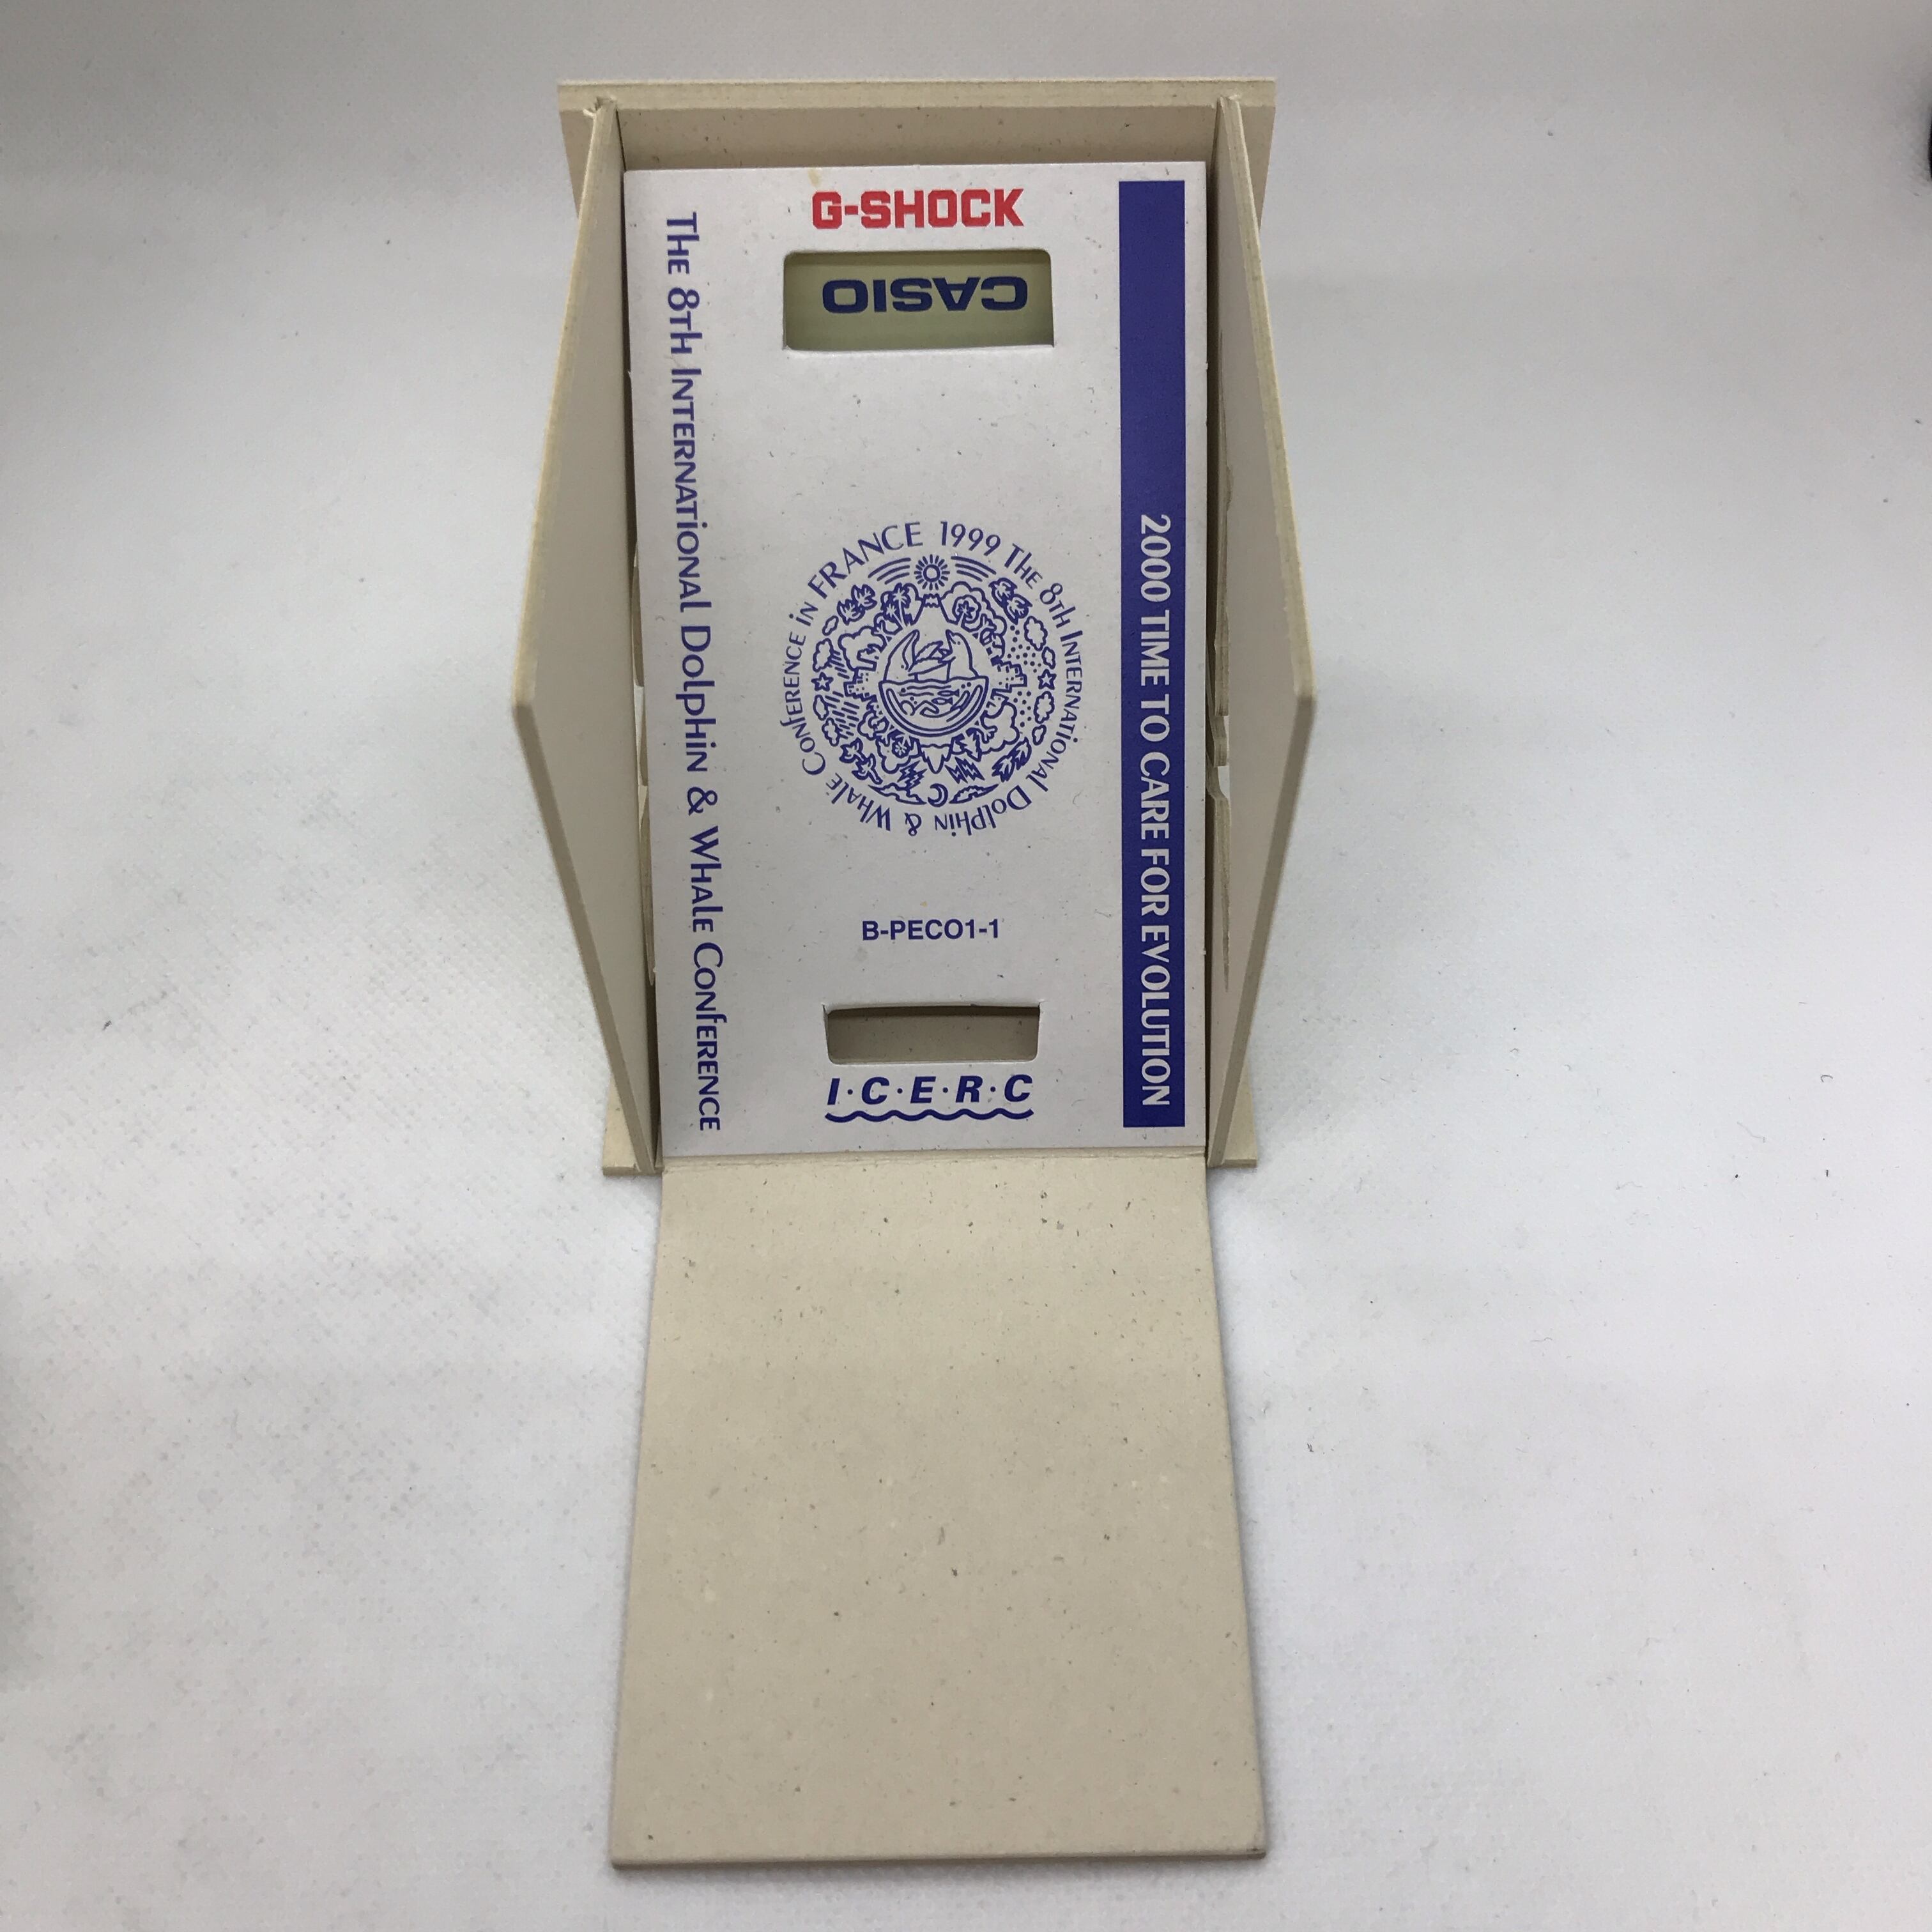 G-SHOCK
CASIO
THE 8Th INTERNATIONAL DOLPHIN & WHALE CONFERENCE
2000 TIME TO CARE FOR EVOLUTION
1999 THE 8Th INTERNATIONAL DOLPHIN & WHALE CONFERENCE in FRANCE
B-PECO1-1
I·C·E·R·C